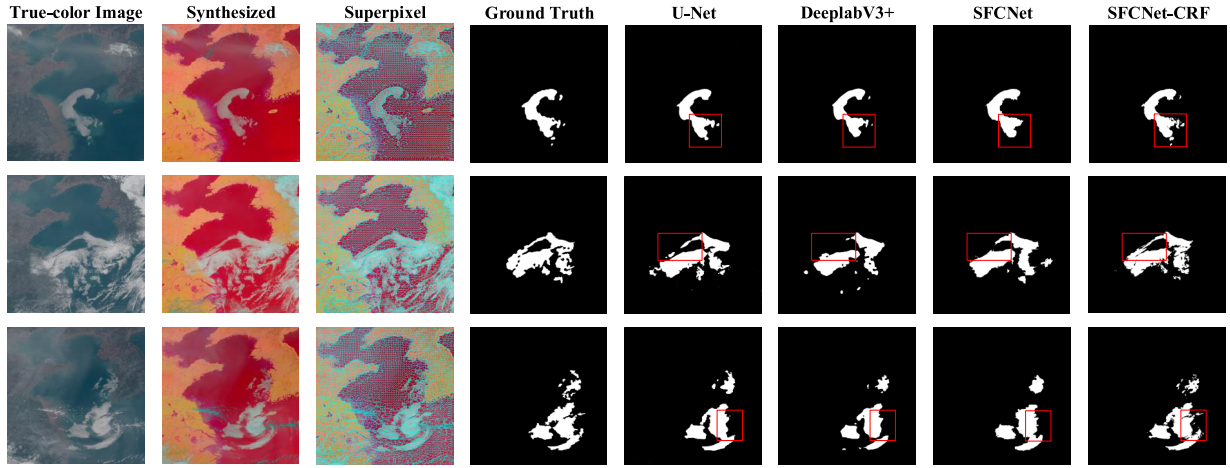 True-color Image Synthesized Superpixel Ground Truth U-Net DeeplabV3+ SFCNet SFCNet-CRF